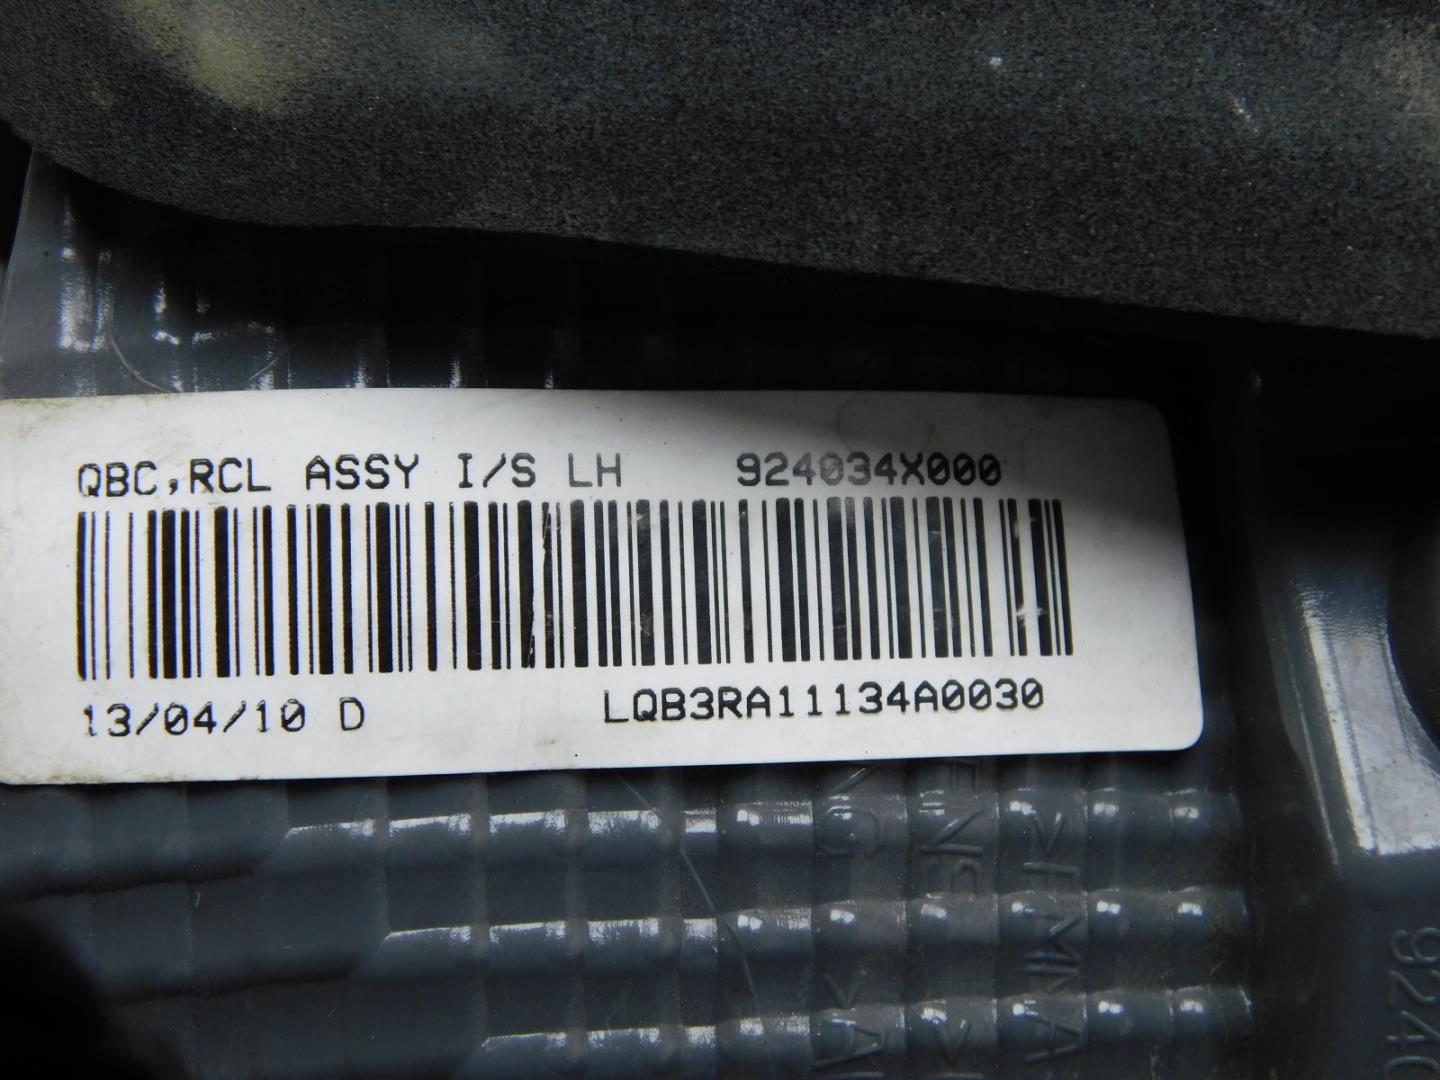 QBC,RCL ASSY I/S LH 924034X000
13/04/10 D LQB3RA11134A0030